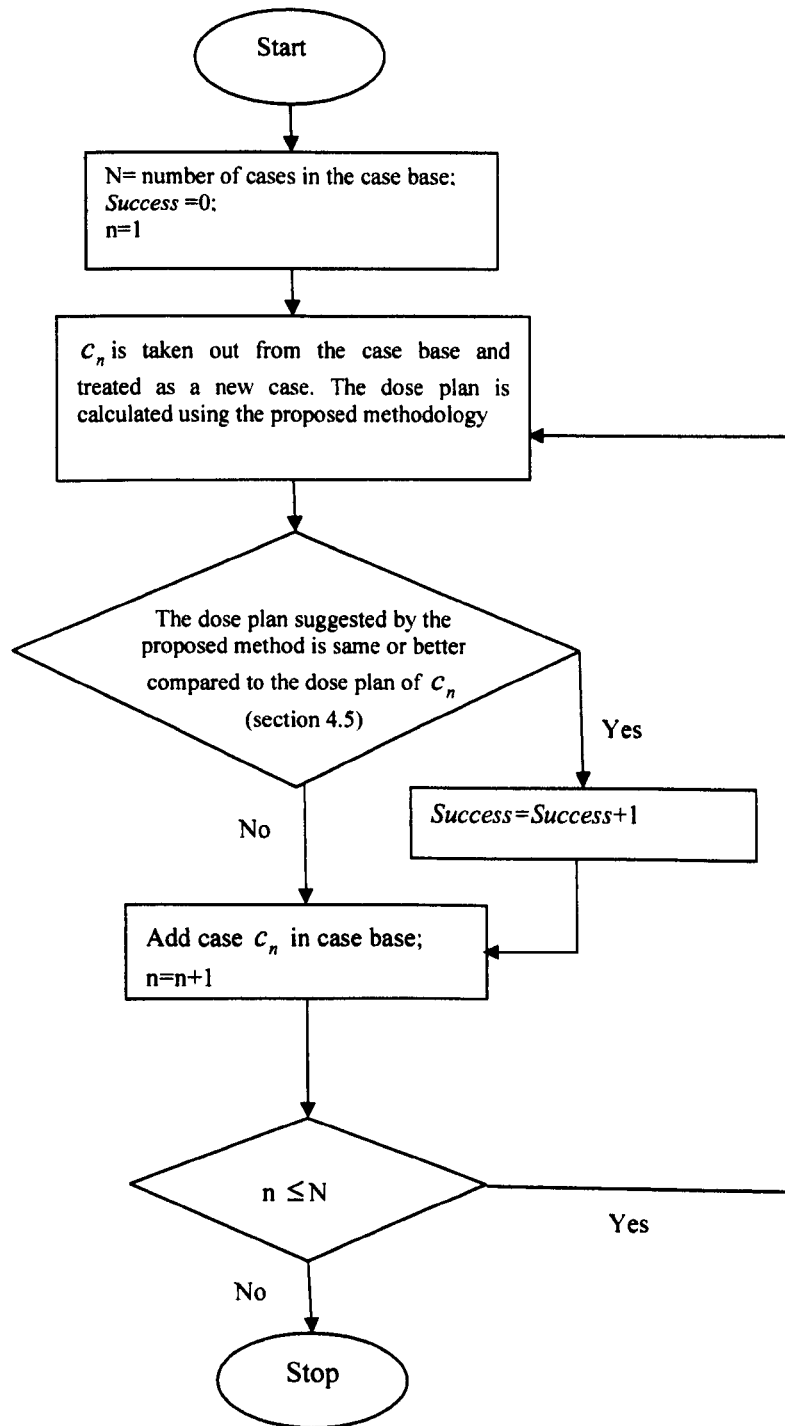 Start
N= number of cases in the case base;
Success =0;
n=1
c_n is taken out from the case base and
treated as a new case. The dose plan is
calculated using the proposed methodology
The dose plan suggested by the
proposed method is same or better
compared to the dose plan of c_n
(section 4.5)
Yes
Success=Success+1
No
Add case c_n in case base;
n=n+1
n ≤N
Yes
No
Stop